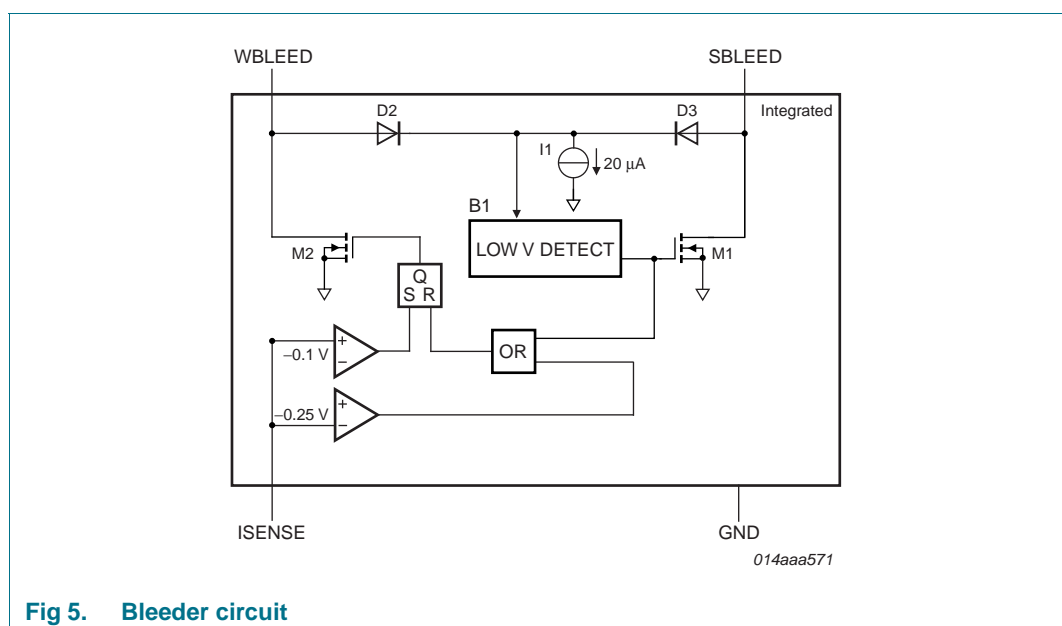 WBLEED
SBLEED
D2
D3
Integrated
I1
20 μA
B1
LOW V DETECT
M2
M1
Q
S R
+
−0.1 V
−
OR
+
−0.25 V
−
ISENSE
GND
014aaa571
Fig 5. Bleeder circuit